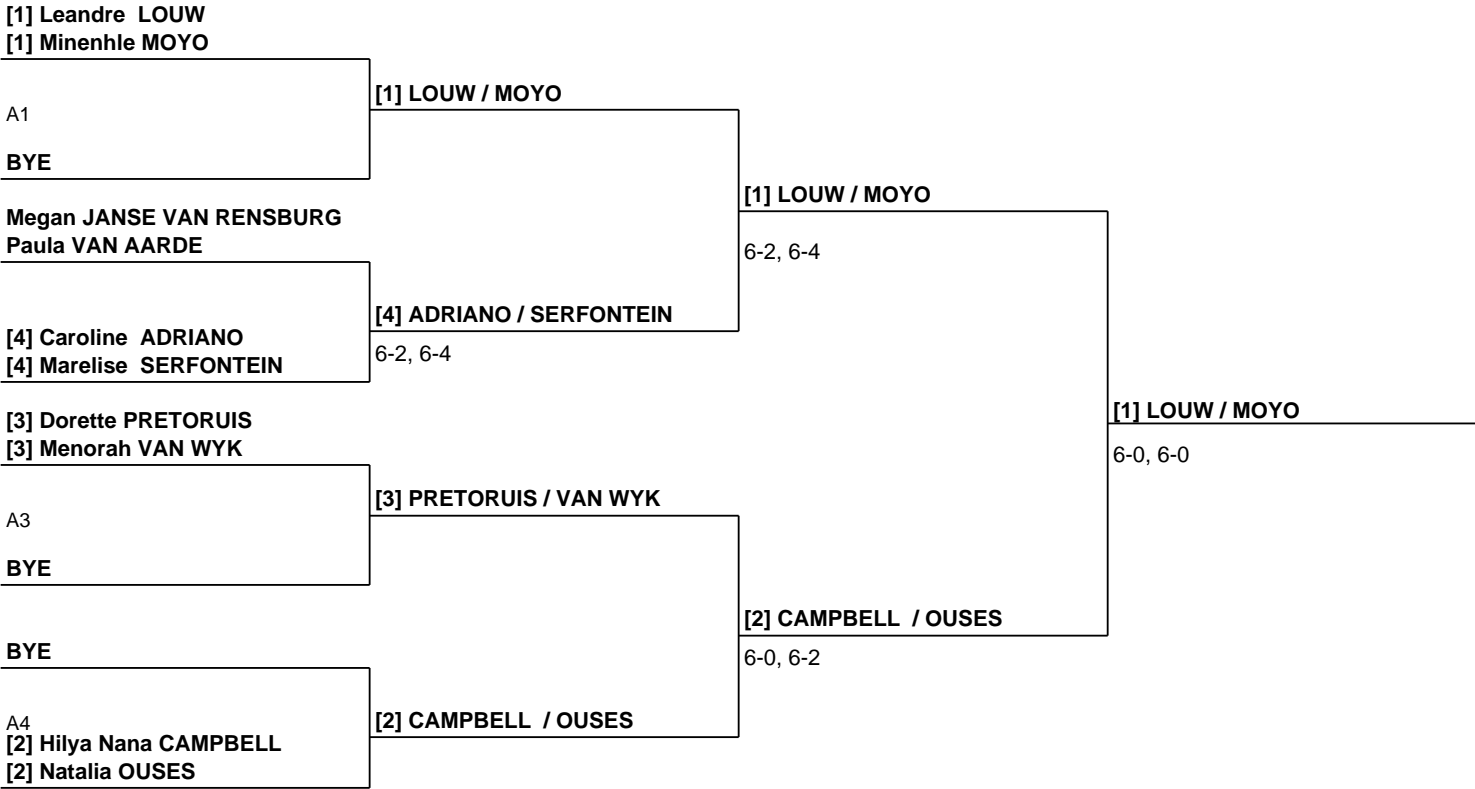 [1] Leandre  LOUW
[1] Minenhle MOYO
A1
BYE
[1] LOUW / MOYO
Megan JANSE VAN RENSBURG
Paula VAN AARDE
[4] Caroline  ADRIANO
[4] Marelise  SERFONTEIN
[4] ADRIANO / SERFONTEIN
6-2, 6-4
[1] LOUW / MOYO
6-2, 6-4
[3] Dorette PRETORUIS
[3] Menorah VAN WYK
A3
BYE
[3] PRETORUIS / VAN WYK
BYE
A4
[2] Hilya Nana CAMPBELL
[2] Natalia OUSES
[2] CAMPBELL  / OUSES
[2] CAMPBELL  / OUSES
6-0, 6-2
[1] LOUW / MOYO
6-0, 6-0